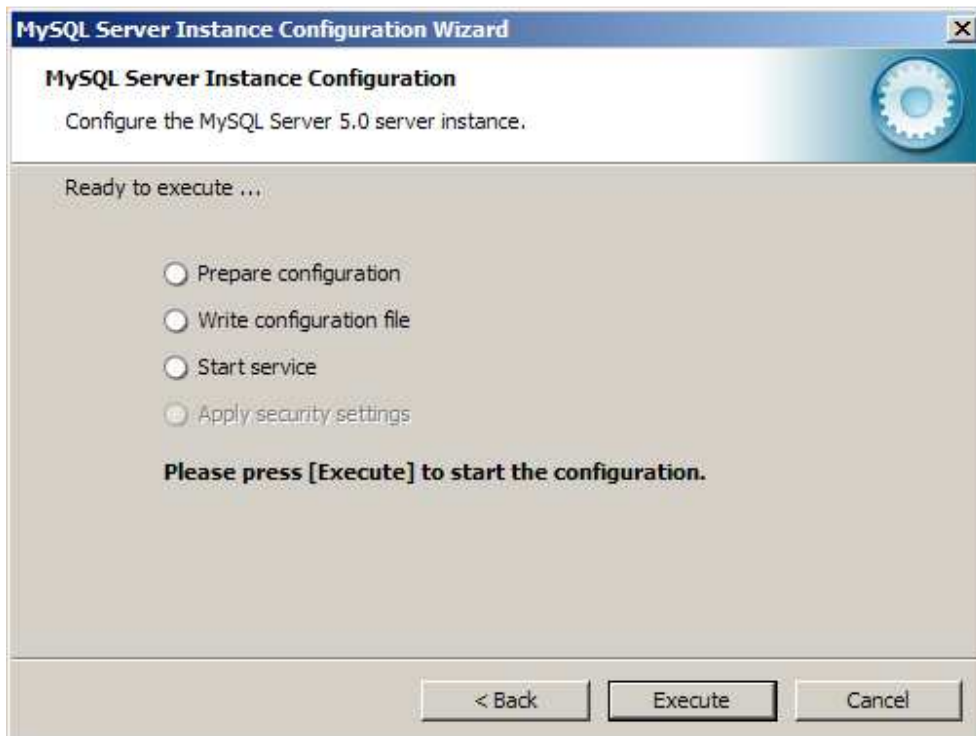 MySQL Server Instance Configuration Wizard
MySQL Server Instance Configuration
Configure the MySQL Server 5.0 server instance.
Ready to execute ...
Prepare configuration
Write configuration file
Start service
Apply security settings
Please press [Execute] to start the configuration.
< Back
Execute
Cancel